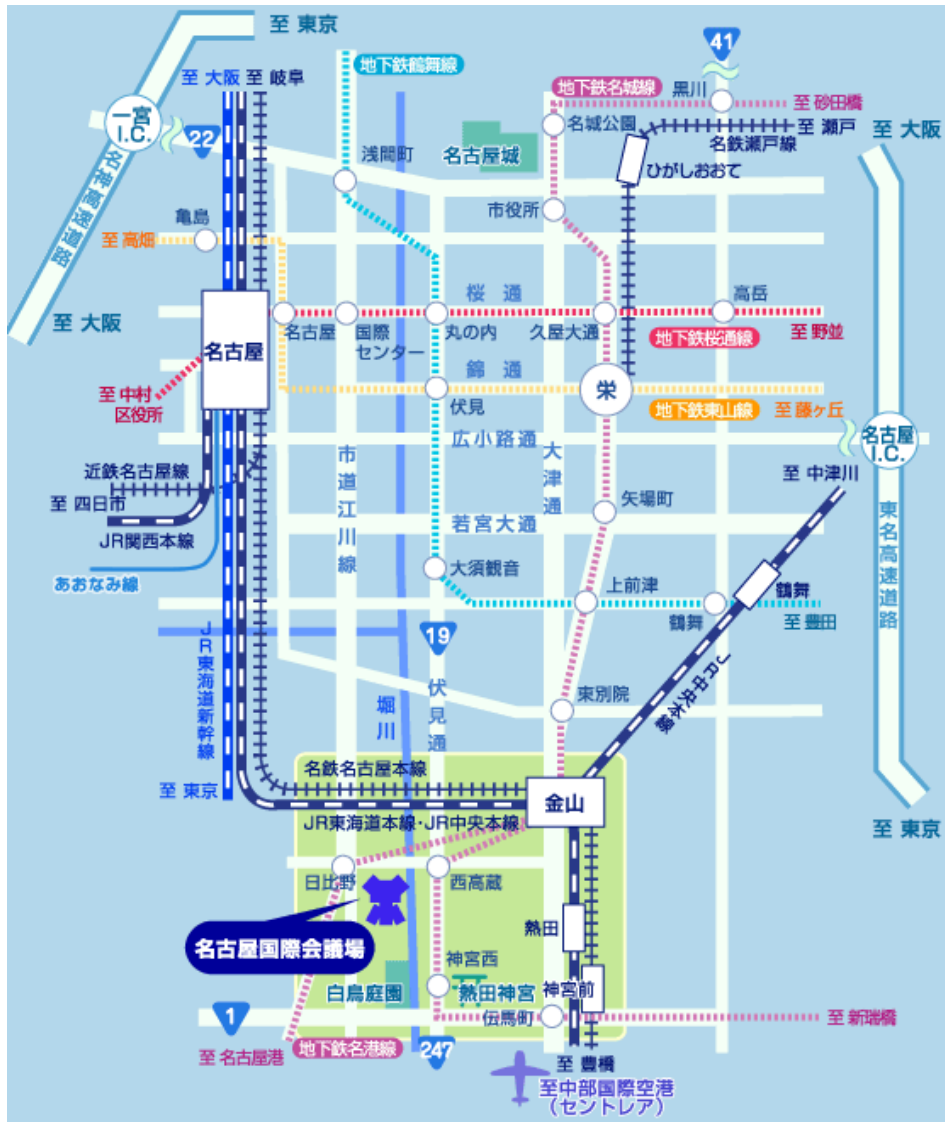 至 東京
41
至 大阪
至 岐阜
地下鉄鶴舞線
地下鉄名城線
黒川
至 砂田橋
一宮
I.C.
22
名城公園
至 瀬戸
名鉄瀬戸線
至 大阪
浅間町
名古屋城
ひがしおおて
名神高速道路
市役所
亀島
至 高畑
桜通
高岳
至 大阪
名古屋
国際
センター
丸の内
久屋大通
地下鉄桜通線
至 野並
名古屋
錦通
至 中村
区役所
伏見
栄
地下鉄東山線
至 藤ヶ丘
広小路通
名古屋
I.C.
市道江川線
大津通
近鉄名古屋線
至 四日市
JR関西本線
至 中津川
矢場町
若宮大通
東名高速道路
あおなみ線
大須観音
上前津
鶴舞
鶴舞
至 豊田
JR東海道新幹線
19
伏見通
堀川
東別院
JR中央本線
名鉄名古屋本線
至 東京
金山
JR東海道本線・JR中央本線
至 東京
日比野
西高蔵
名古屋国際会議場
熱田
神宮西
白鳥庭園
熱田神宮
神宮前
1
伝馬町
至 新瑞橋
至 名古屋港
地下鉄名港線
247
至 豊橋
至中部国際空港
(セントレア)